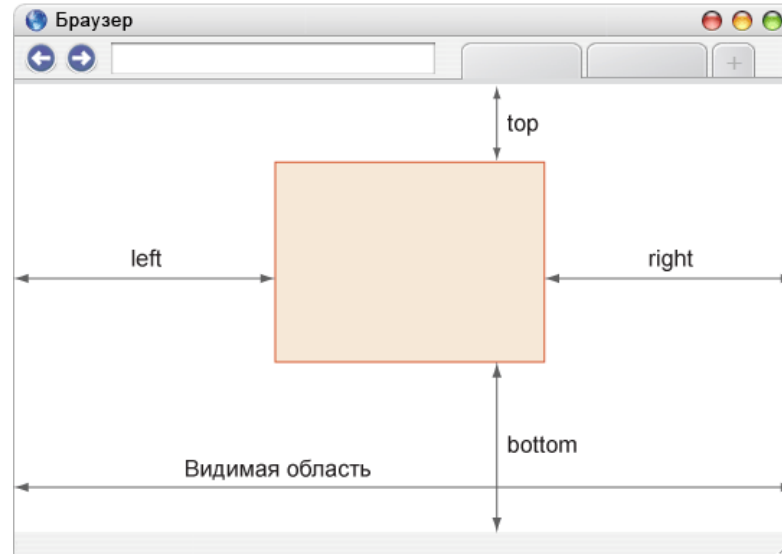 Браузер
+
top
left
right
bottom
Видимая область